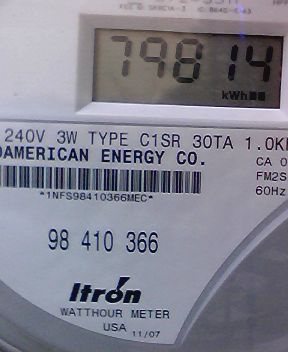 79814
kWh
240V 3W TYPE C1SR 30TA 1.0K
AMERICAN ENERGY CO.
CA 0
FM2S
60Hz
*1NFS98410366MEC*
98 410 366
Itron
WATTHOUR METER
USA 11/07